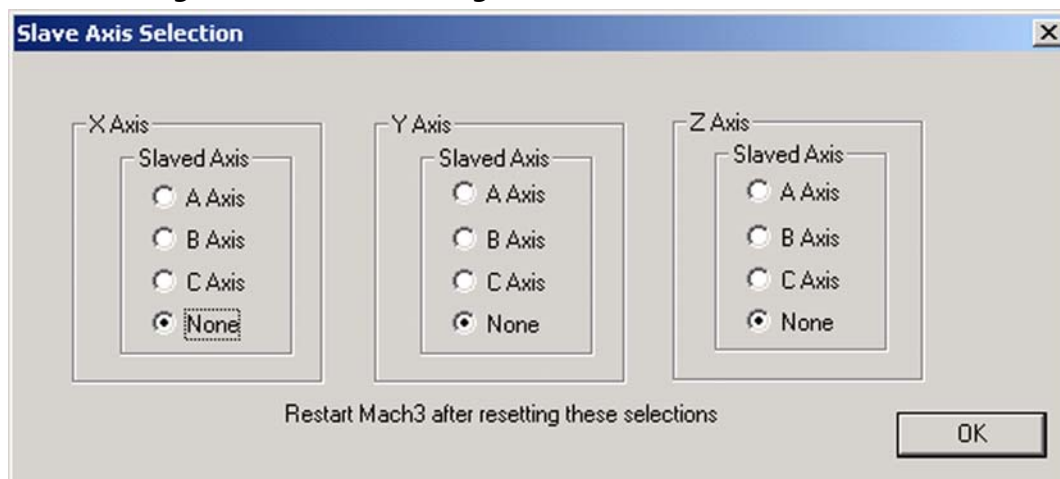 Slave Axis Selection
X Axis
Slaved Axis
A Axis
B Axis
C Axis
None
Y Axis
Slaved Axis
A Axis
B Axis
C Axis
None
Z Axis
Slaved Axis
A Axis
B Axis
C Axis
None
Restart Mach3 after resetting these selections
OK